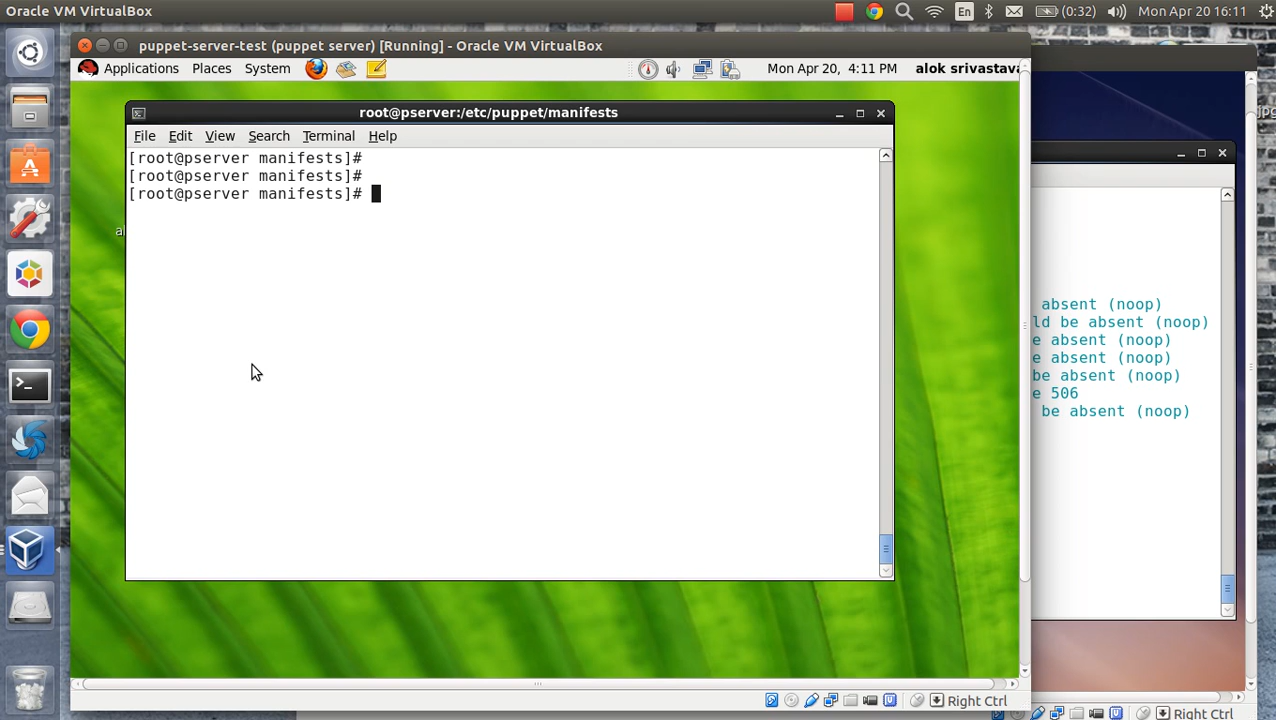 Oracle VM VirtualBox
En
(0:32)
Mon Apr 20 16:11
puppet-server-test (puppet server) [Running] - Oracle VM VirtualBox
Applications Places System
Mon Apr 20, 4:11 PM
alok srivastava
root@pserver:/etc/puppet/manifests
File Edit View Search Terminal Help
[root@pserver manifests]#
[root@pserver manifests]#
[root@pserver manifests]#
al
jpg
absent (noop)
ld be absent (noop)
e absent (noop)
e absent (noop)
be absent (noop)
e 506
be absent (noop)
Right Ctrl
Right Ctrl